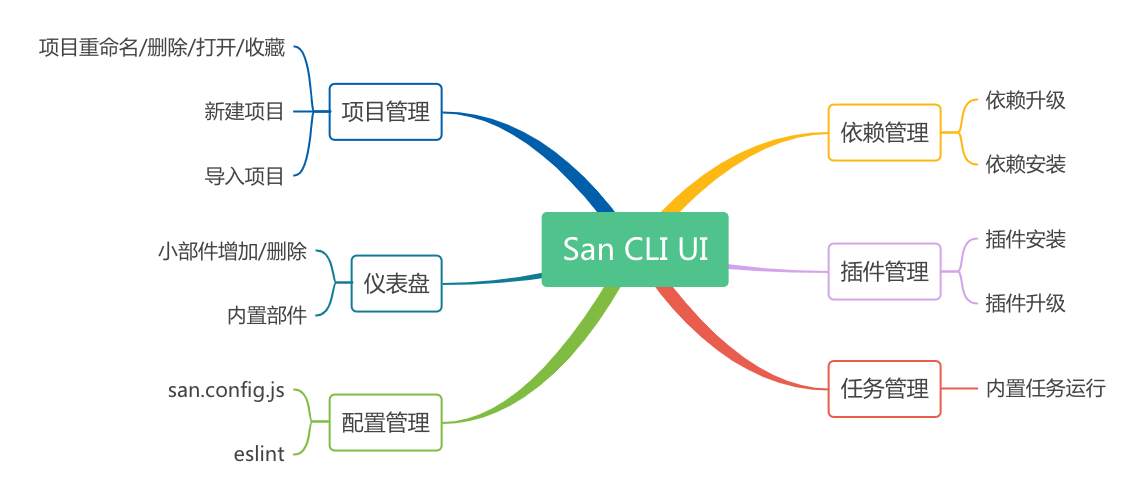 San CLI UI
项目管理
项目重命名/删除/打开/收藏
新建项目
导入项目
仪表盘
小部件增加/删除
内置部件
配置管理
san.config.js
eslint
依赖管理
依赖升级
依赖安装
插件管理
插件安装
插件升级
任务管理
内置任务运行